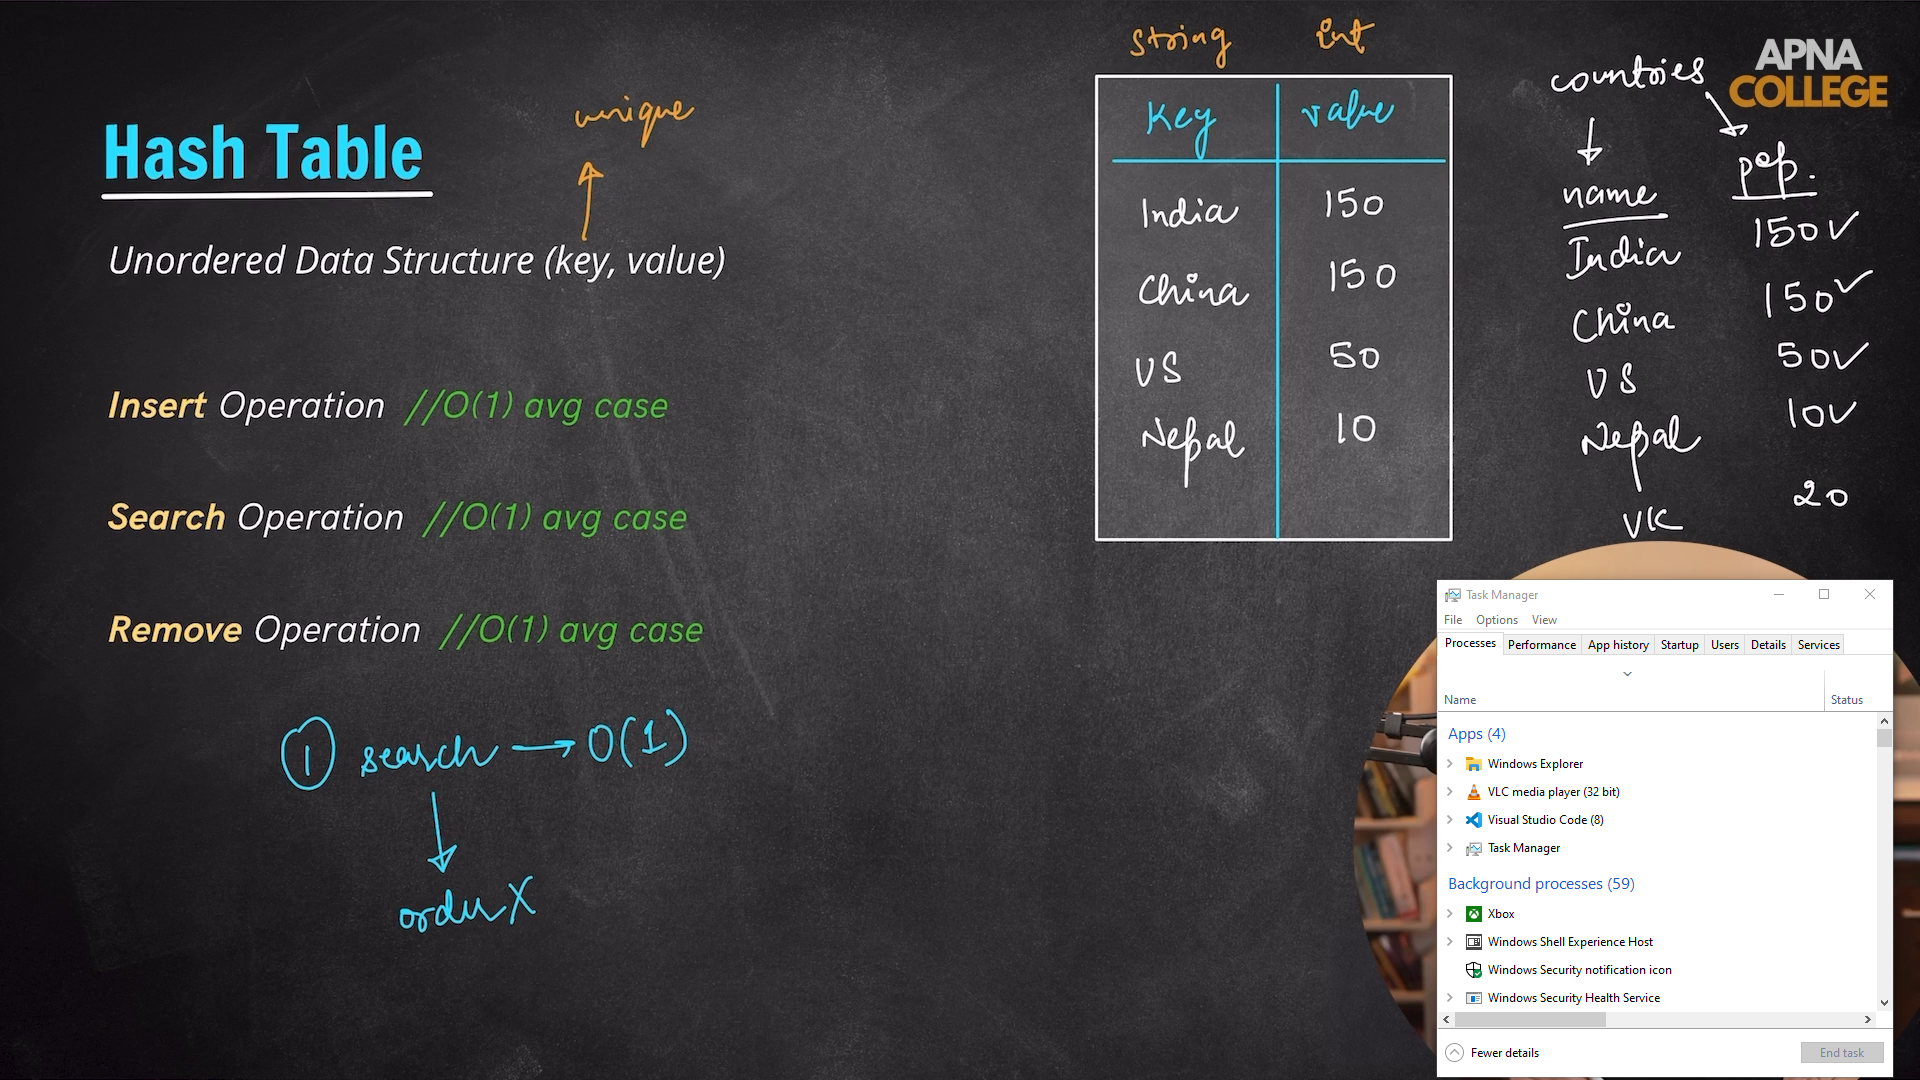 APNA
COLLEGE
Hash Table
unique
Unordered Data Structure (key, value)
Insert Operation //O(1) avg case
Search Operation //O(1) avg case
Remove Operation //O(1) avg case
1 search → O(1)
order X
string int
Key value
India 150
China 150
US 50
Nepal 10
countries
name pop.
India 150 ✓
China 150 ✓
US 50 ✓
Nepal 10 ✓
UK 20
Task Manager
File Options View
Processes Performance App history Startup Users Details Services
Name Status
Apps (4)
Windows Explorer
VLC media player (32 bit)
Visual Studio Code (8)
Task Manager
Background processes (59)
Xbox
Windows Shell Experience Host
Windows Security notification icon
Windows Security Health Service
Fewer details End task